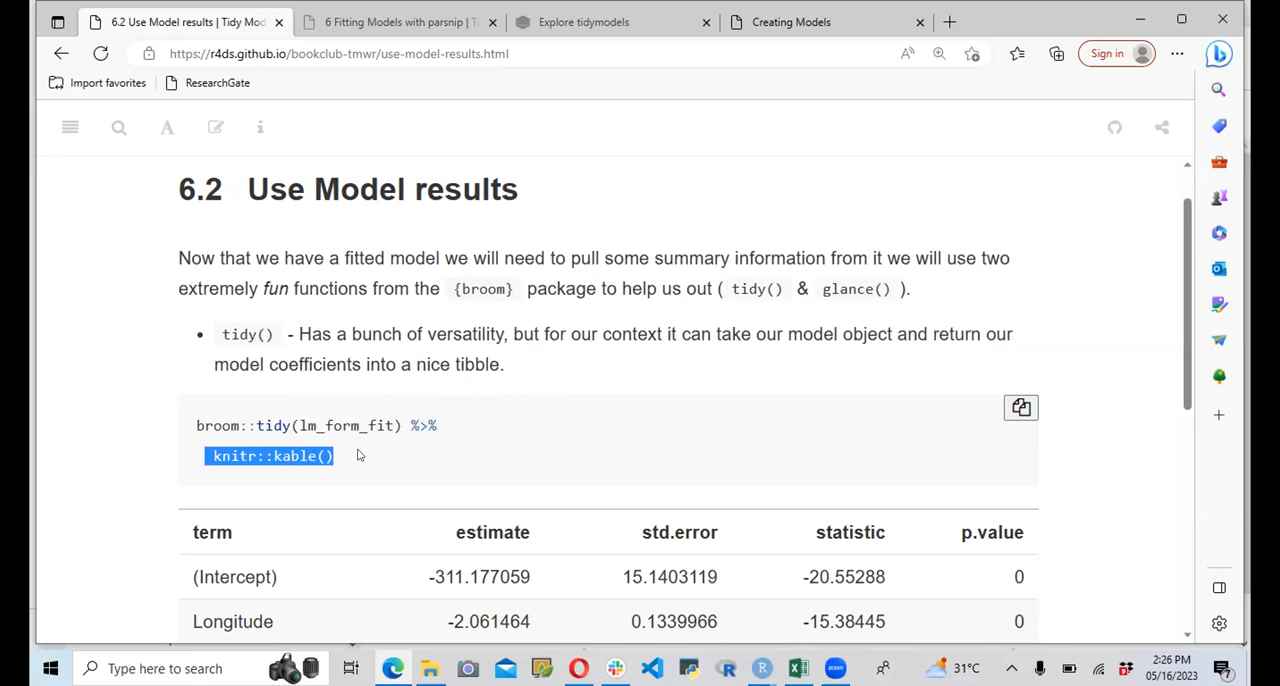 6.2 Use Model results | Tidy Mod
6 Fitting Models with parsnip | T
Explore tidymodels
Creating Models
https://r4ds.github.io/bookclub-tmwr/use-model-results.html
Sign in
Import favorites
ResearchGate
6.2 Use Model results
Now that we have a fitted model we will need to pull some summary information from it we will use two
extremely fun functions from the {broom} package to help us out ( tidy() & glance() ).
• tidy() - Has a bunch of versatility, but for our context it can take our model object and return our
model coefficients into a nice tibble.
broom::tidy(lm_form_fit) %>%
knitr::kable()
term estimate std.error statistic p.value
(Intercept) -311.177059 15.1403119 -20.55288 0
Longitude -2.061464 0.1339966 -15.38445 0
Type here to search
31°C
2:26 PM
05/16/2023
7